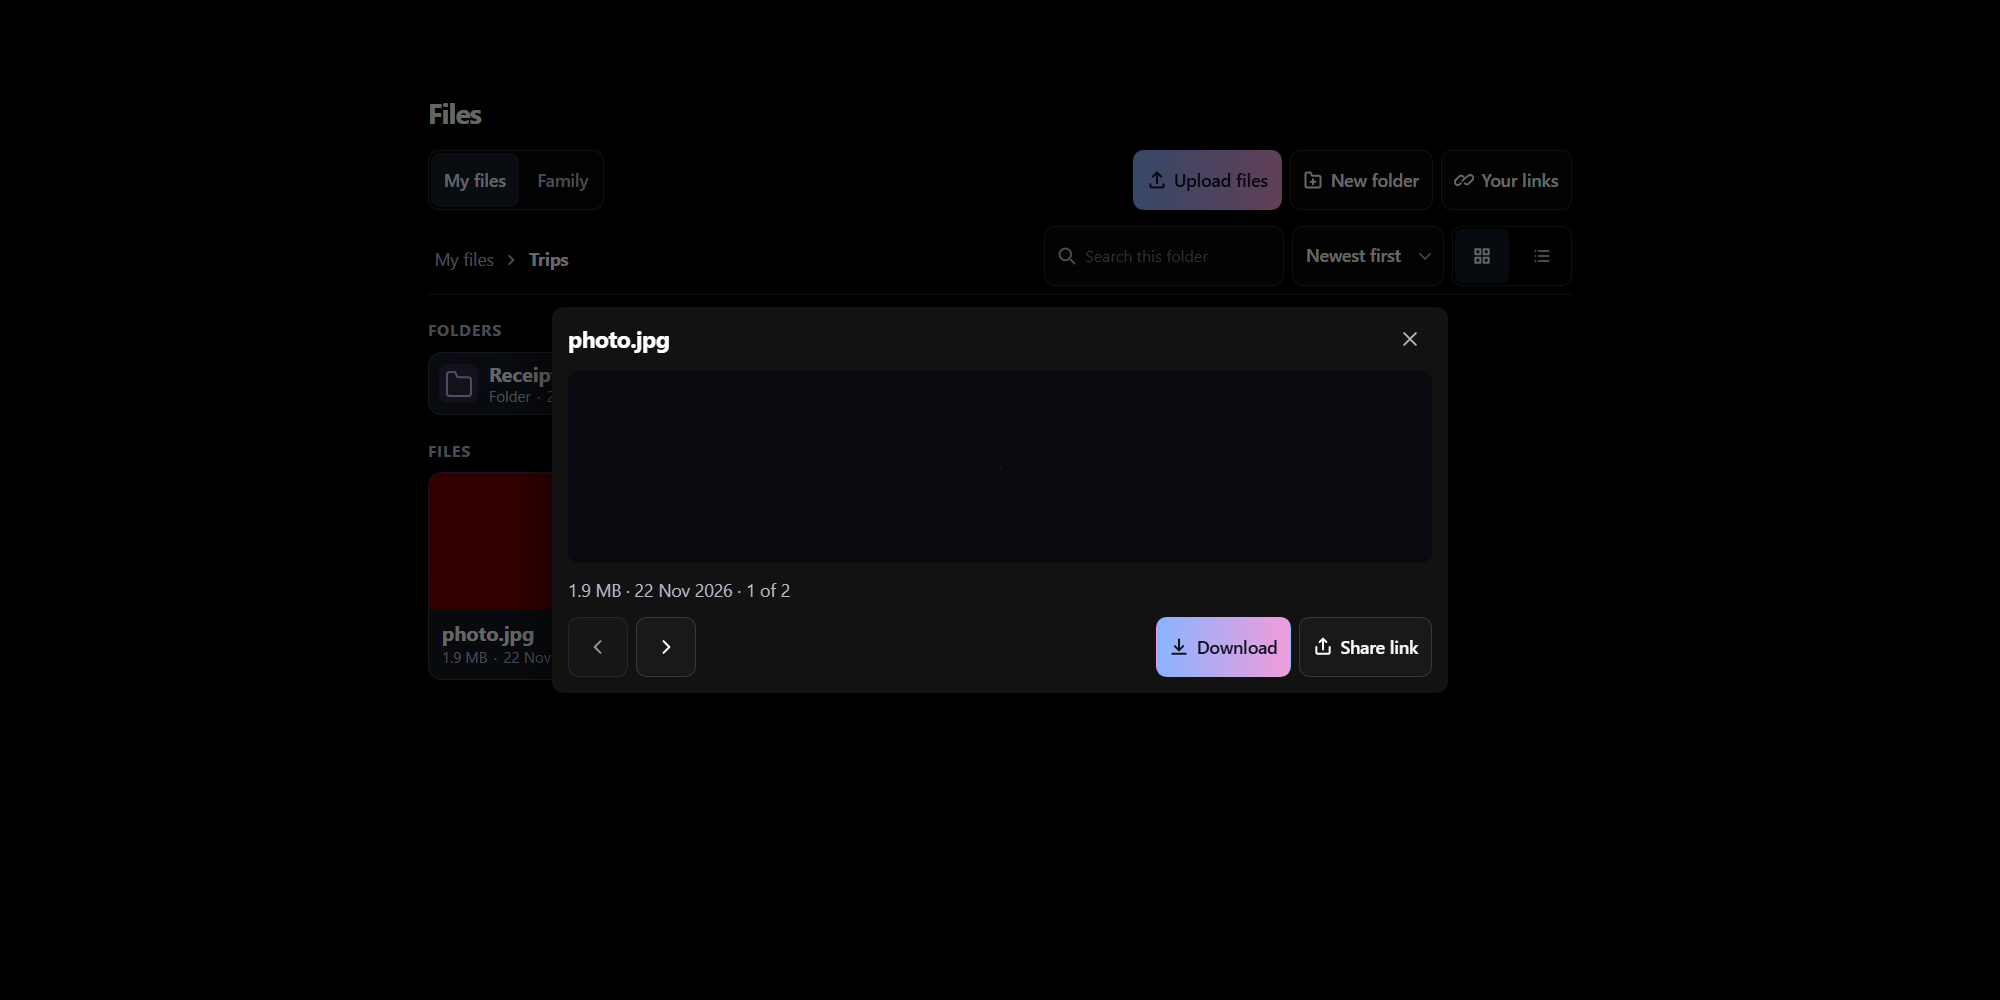 Files
My files Family Upload files New folder Your links
My files Trips Search this folder Newest first
FOLDERS
photo.jpg
Folder · 2
FILES
1.9 MB · 22 Nov 2026 · 1 of 2
photo.jpg
1.9 MB · 22 Nov
Download Share link